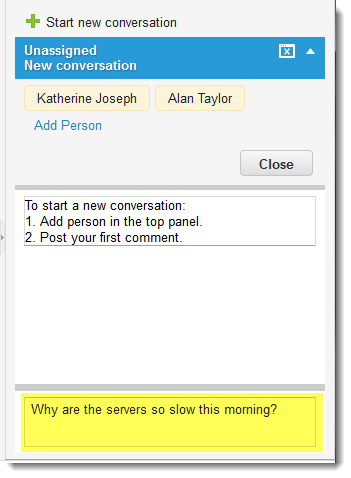 Start new conversation
Unassigned
New conversation
Katherine Joseph Alan Taylor
Add Person
Close
To start a new conversation:
1. Add person in the top panel.
2. Post your first comment.
Why are the servers so slow this morning?